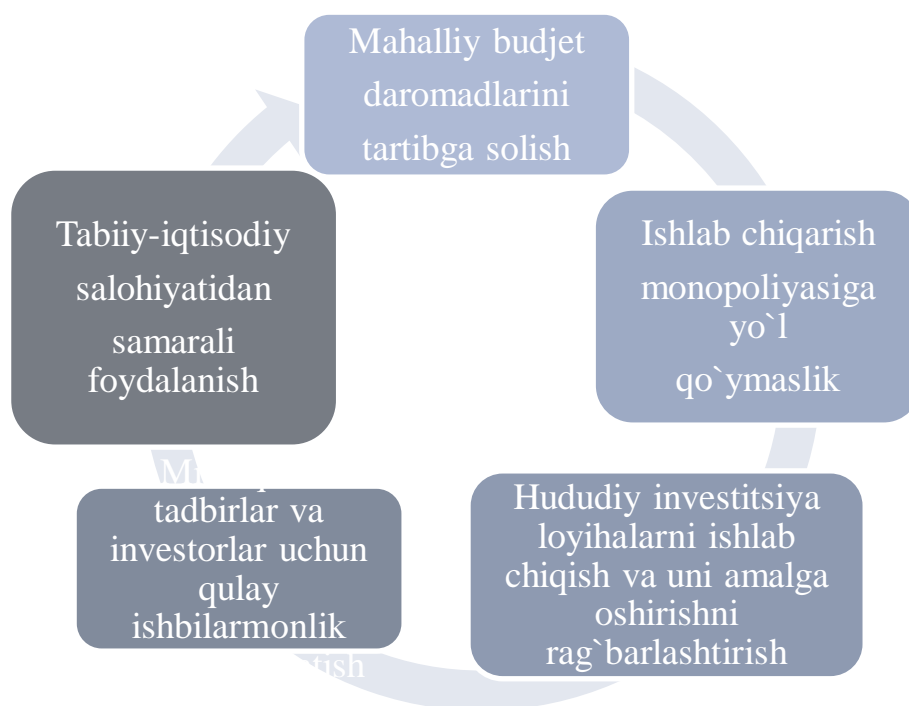 Mahalliy budjet
daromadlarini
tartibga solish
Ishlab chiqarish
monopoliyasiga
yo`l
qo`ymaslik
Hududiy investitsiya
loyihalarni ishlab
chiqish va uni amalga
oshirishni
rag`barlashtirish
tadbirlar va
investorlar uchun
qulay
ishbilarmonlik
Tabiiy-iqtisodiy
salohiyatidan
samarali
foydalanish